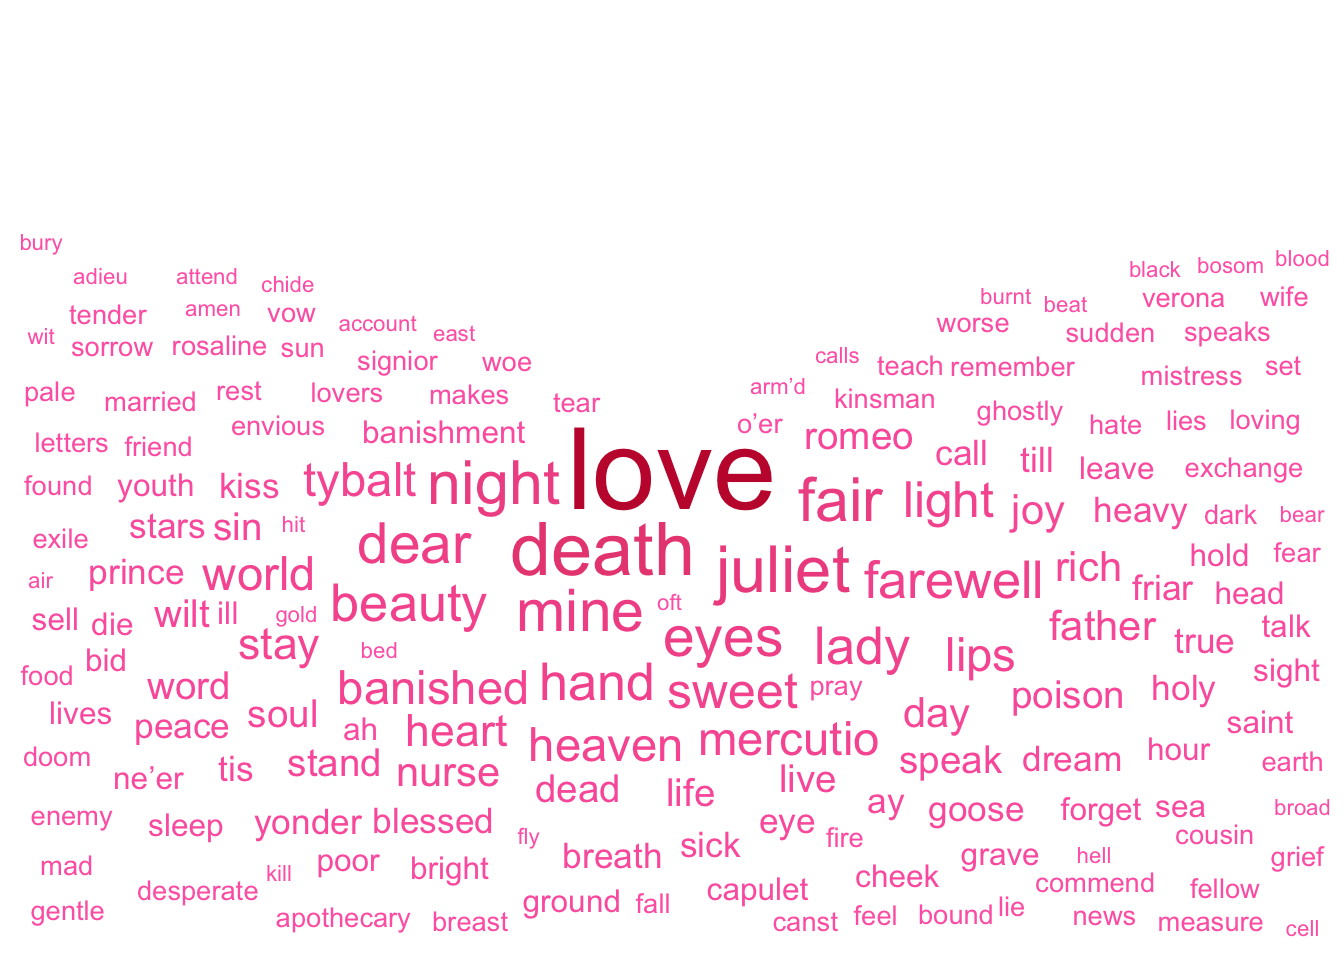 bury
adieu attend chide black bosom blood
tender amen vow burnt beat verona wife
wit sorrow rosaline sun account east worse sudden speaks
signior woe calls teach remember mistress set
pale married rest lovers makes tear arm’d kinsman ghostly hate lies loving
letters friend envious banishment o’er romeo call till leave exchange
found youth kiss tybalt night love fair light joy heavy dark bear
exile stars sin hit dear death juliet farewell rich hold fear
air prince world beauty mine oft friar head
sell die wilt ill gold eyes lady lips father true talk
food bid stay bed banished hand sweet pray poison holy sight
lives word soul ah heart heaven mercutio day hour saint
doom peace tis stand nurse speak dream earth
ne’er dead life live ay goose forget sea broad
enemy sleep yonder blessed fly eye fire cousin
mad kill poor bright breath sick cheek grave hell commend fellow grief
gentle desperate apothecary breast ground fall capulet canst feel bound lie news measure cell